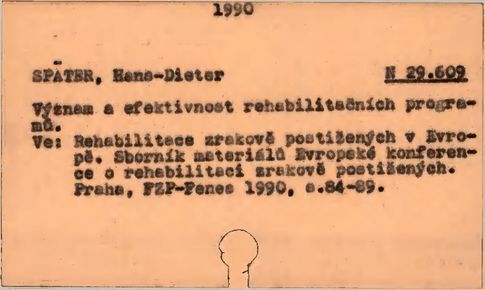 1990
SPÄTER, Hans-Dieter N 29.609
Význam a efektivnost rehabilitačních progra-
mů.
Ve: Rehabilitace zrakově postižených v Evro-
pě. Sborník materiálů Evropské konferen-
ce o rehabilitaci zrakově postižených.
Praha, FZP-Panes 1990, s.84-89.